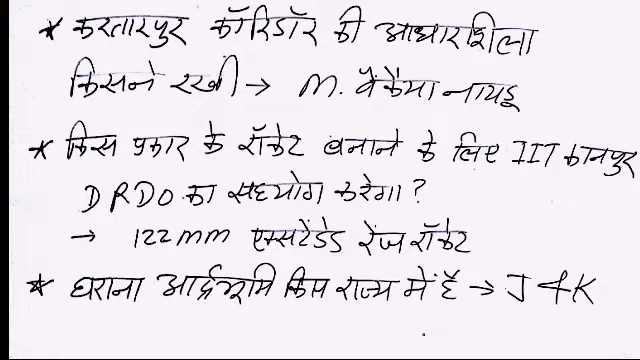 * करतारपुर कॉरिडॉर की आधारशिला
किसने रखी → M. वैंकैया नायडू
* किस प्रकार के रॉकेट बनाने के लिए IIT कानपुर
DRDO का सहयोग करेगा?
→ 122mm एक्सटेंडेड रेंज रॉकेट
* घराना आर्द्रभूमि किस राज्य में है → J&K